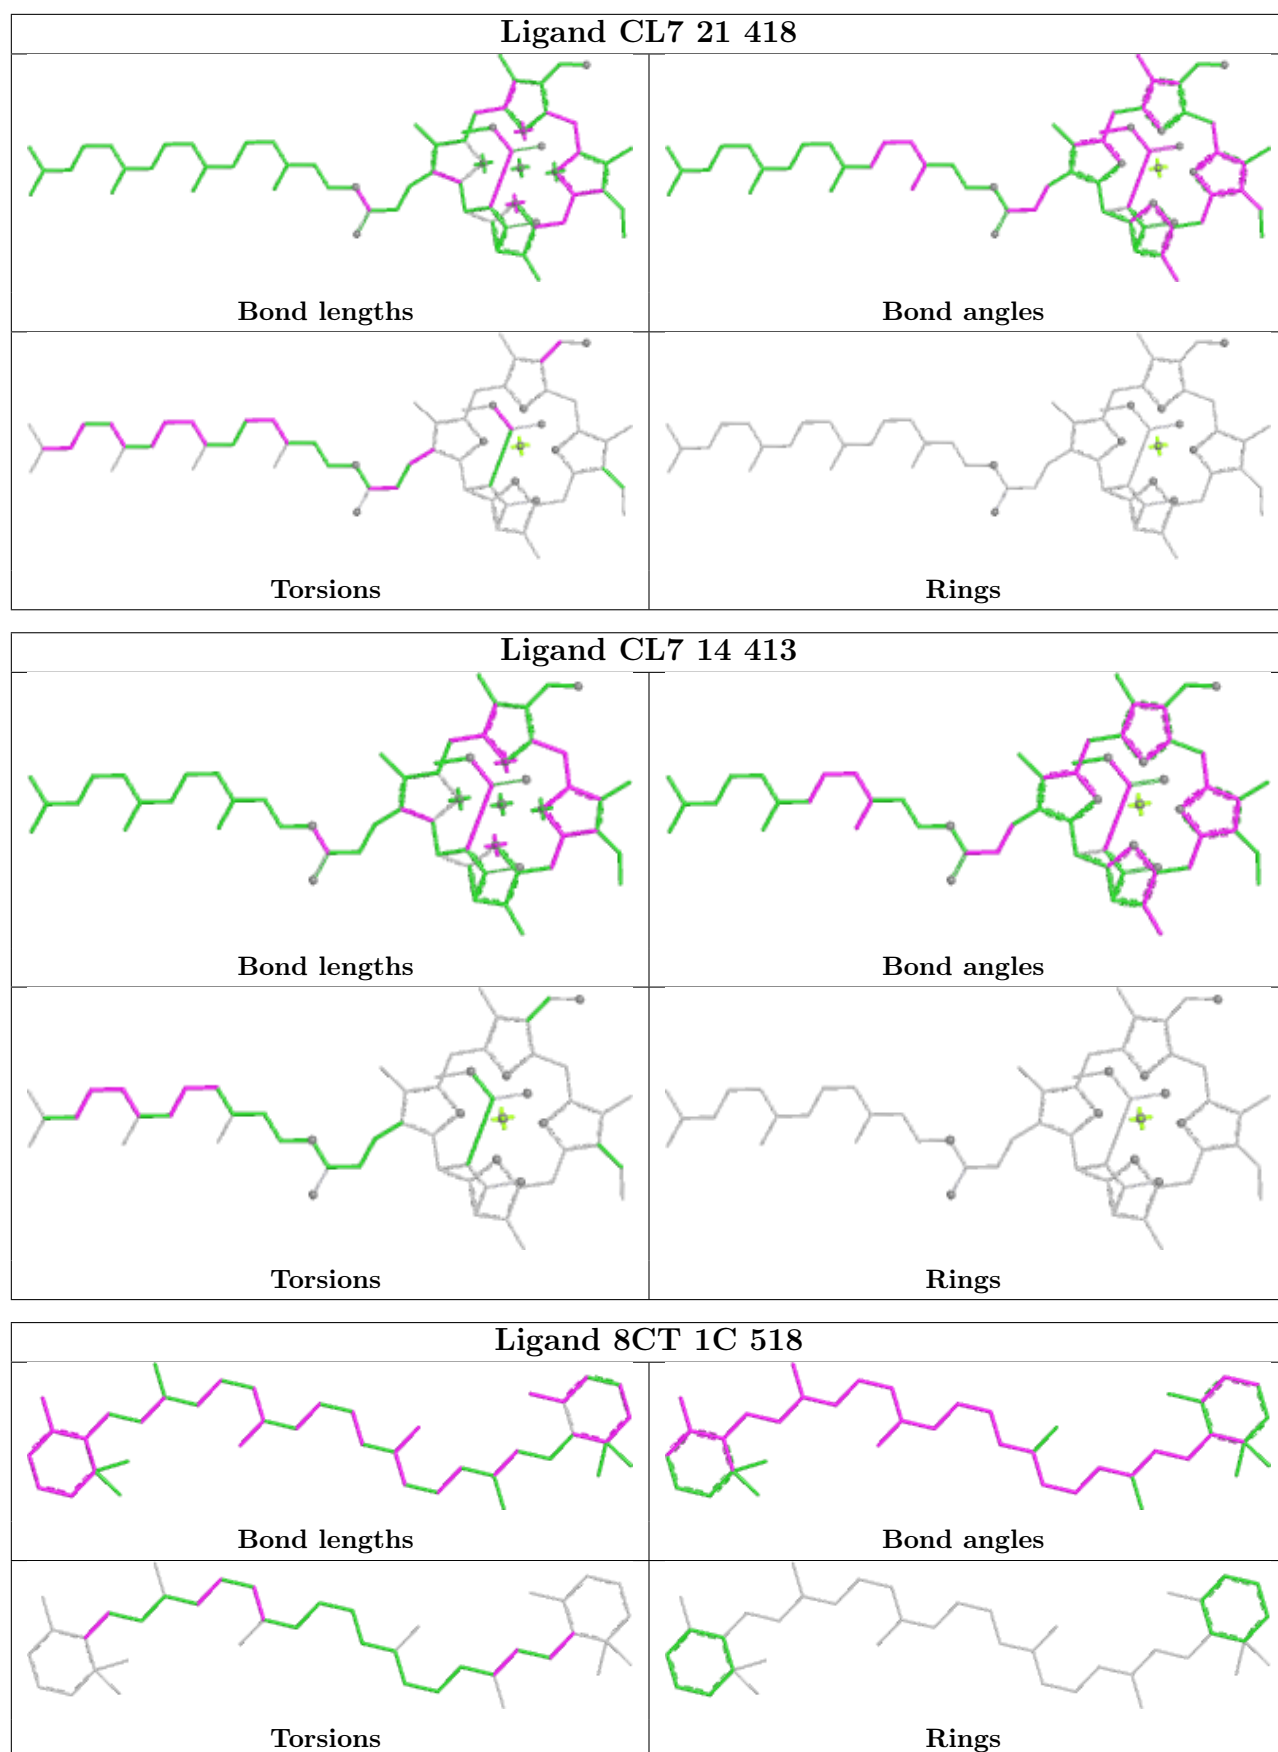 Ligand CL7 21 418
Bond lengths
Bond angles
Torsions
Rings
Ligand CL7 14 413
Bond lengths
Bond angles
Torsions
Rings
Ligand 8CT 1C 518
Bond lengths
Bond angles
Torsions
Rings